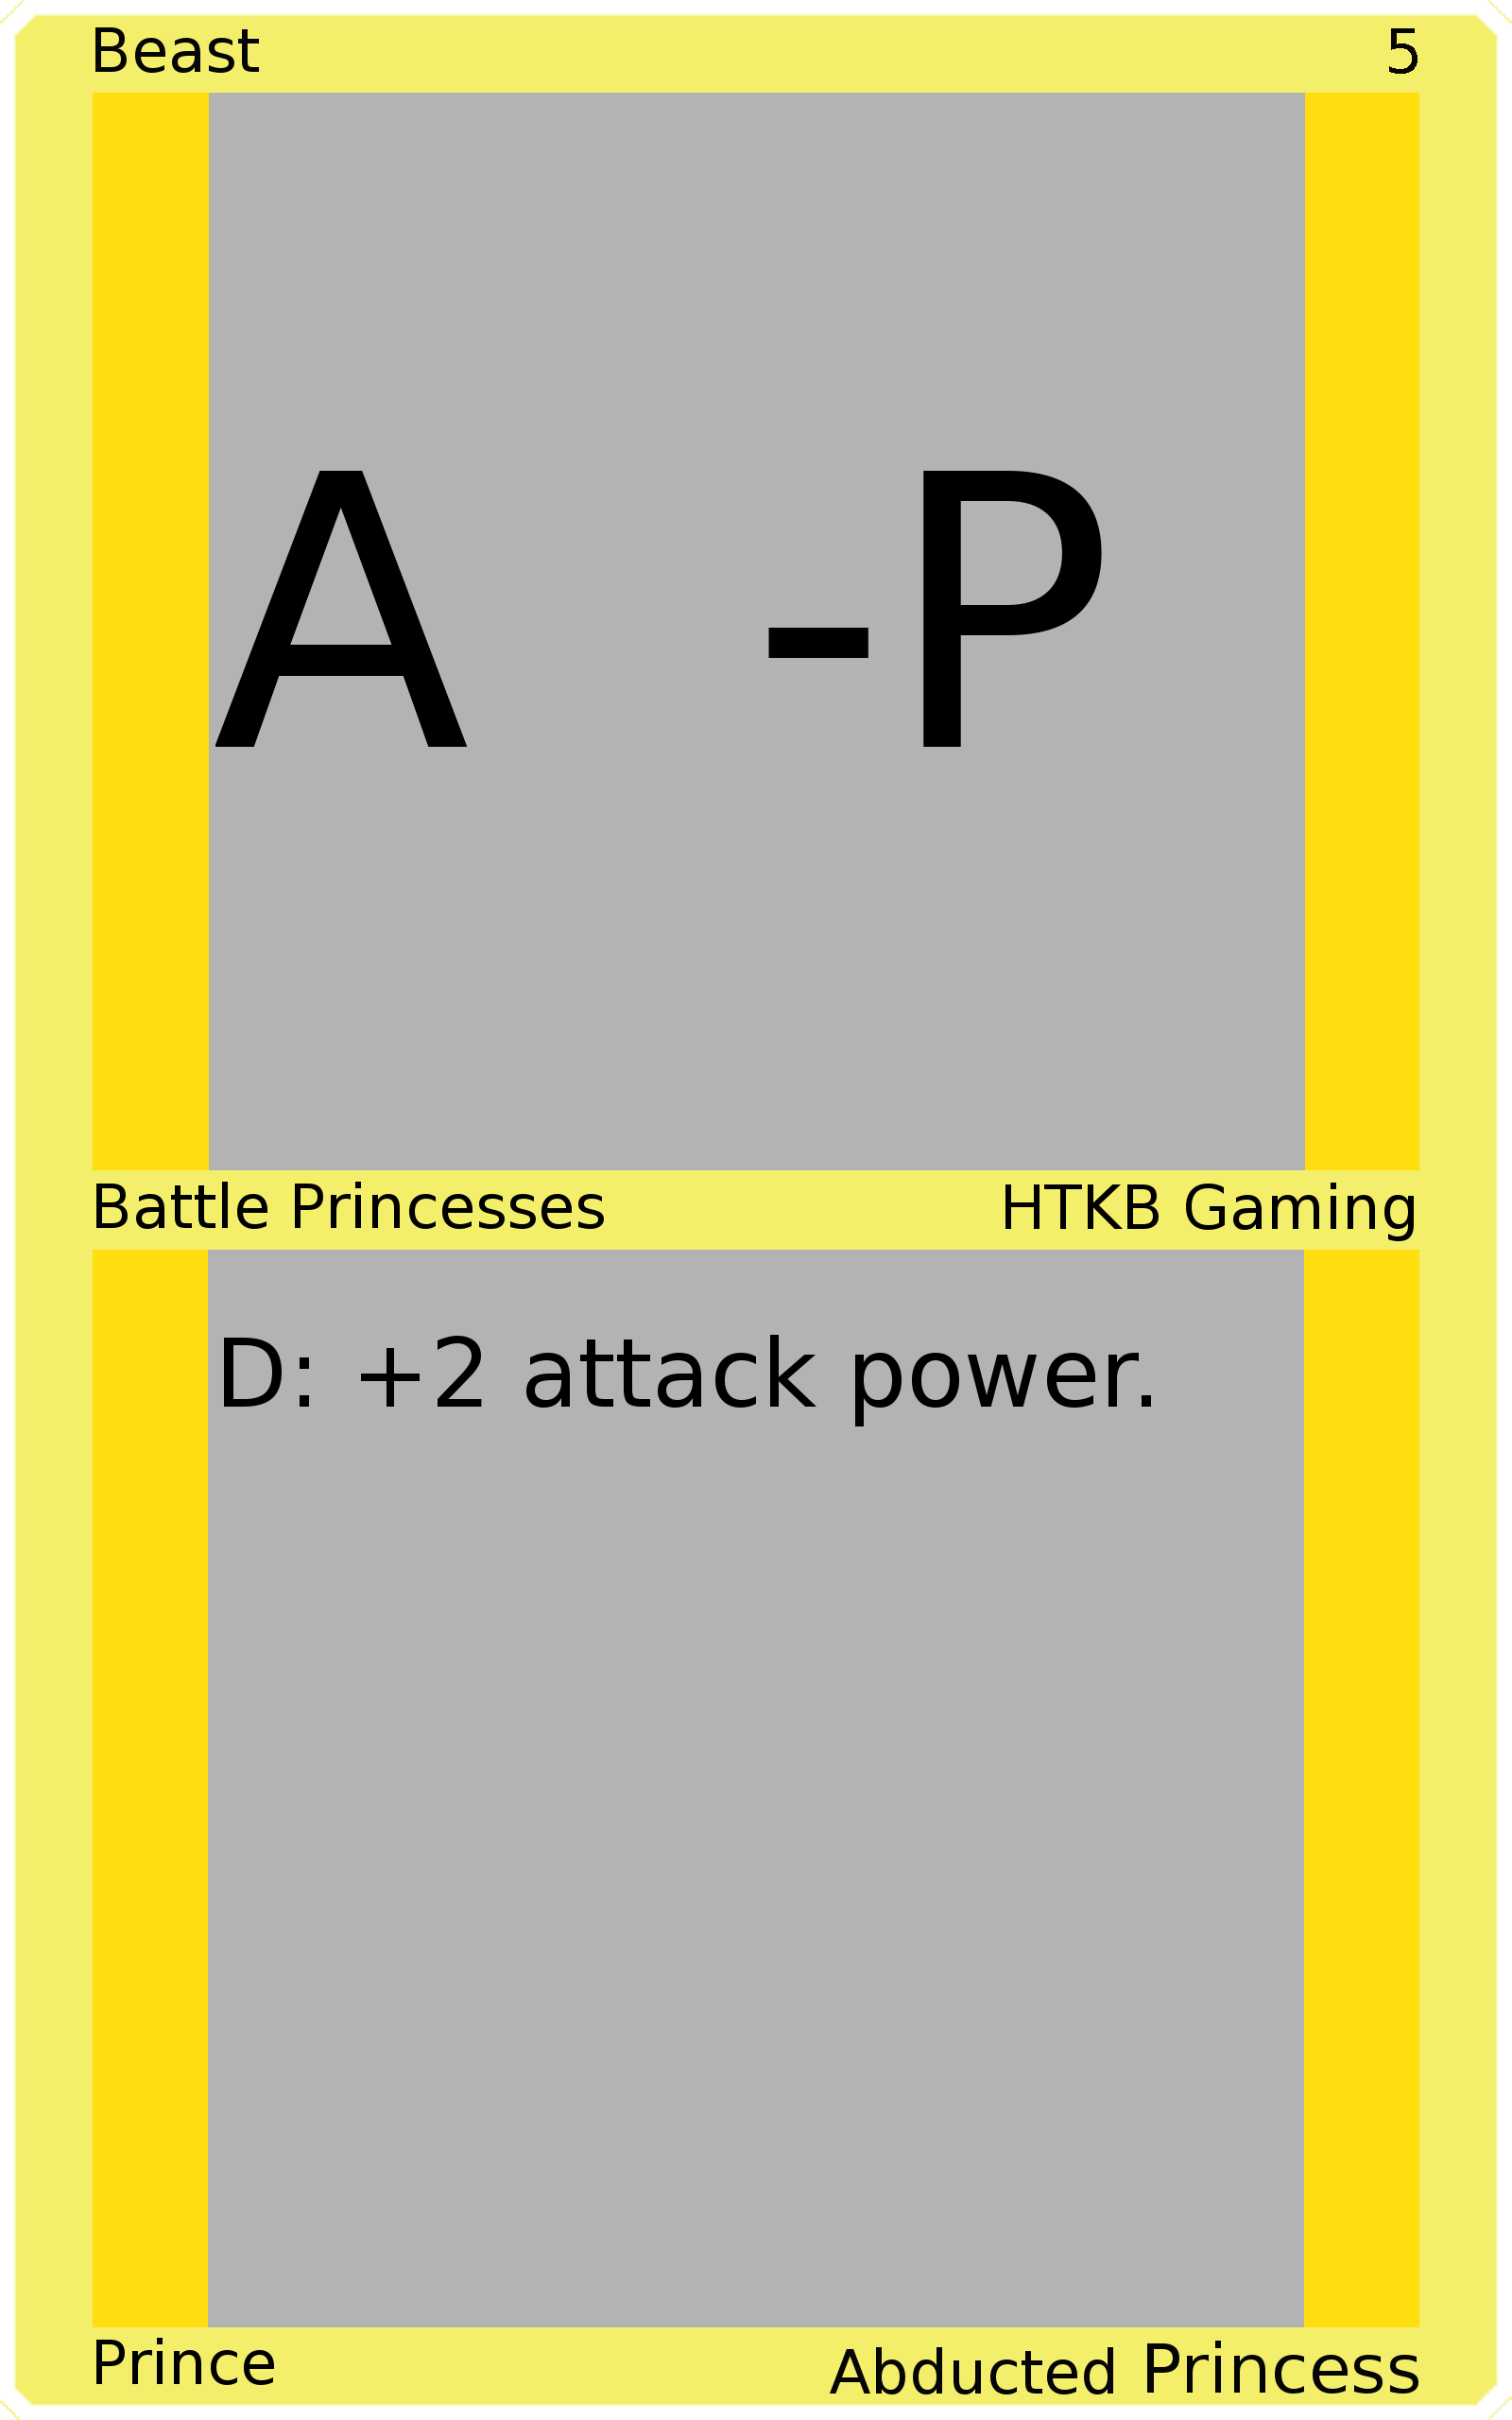 Beast 5
A -P
Battle Princesses HTKB Gaming
D: +2 attack power.
Prince Abducted Princess